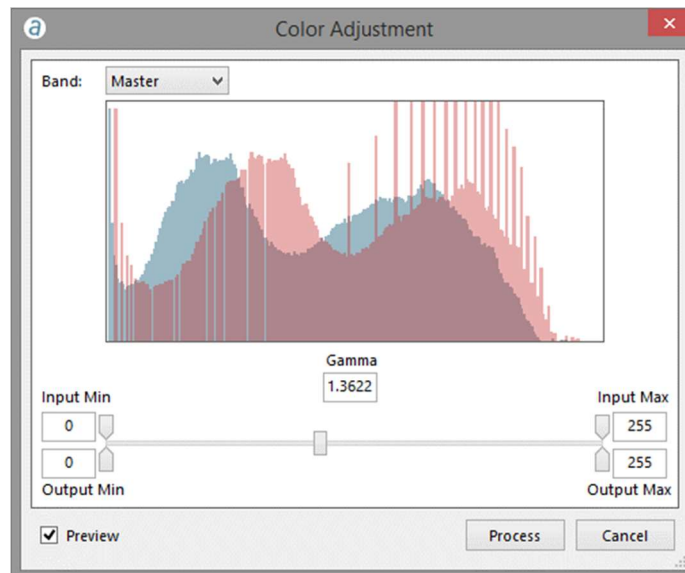 a
Color Adjustment
Band: Master
Gamma
1.3622
Input Min
Input Max
0
255
0
255
Output Min
Output Max
Preview
Process
Cancel